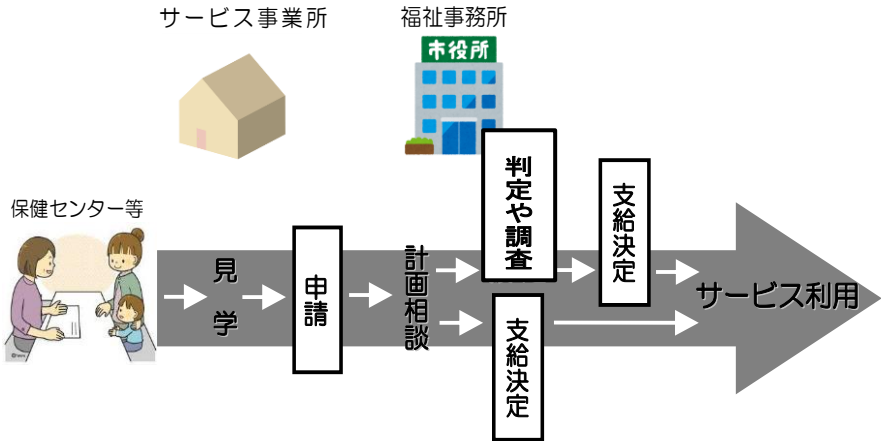 サービス事業所
福祉事務所
市役所
保健センター等
見学
申請
計画相談
判定や調査
支給決定
支給決定
サービス利用